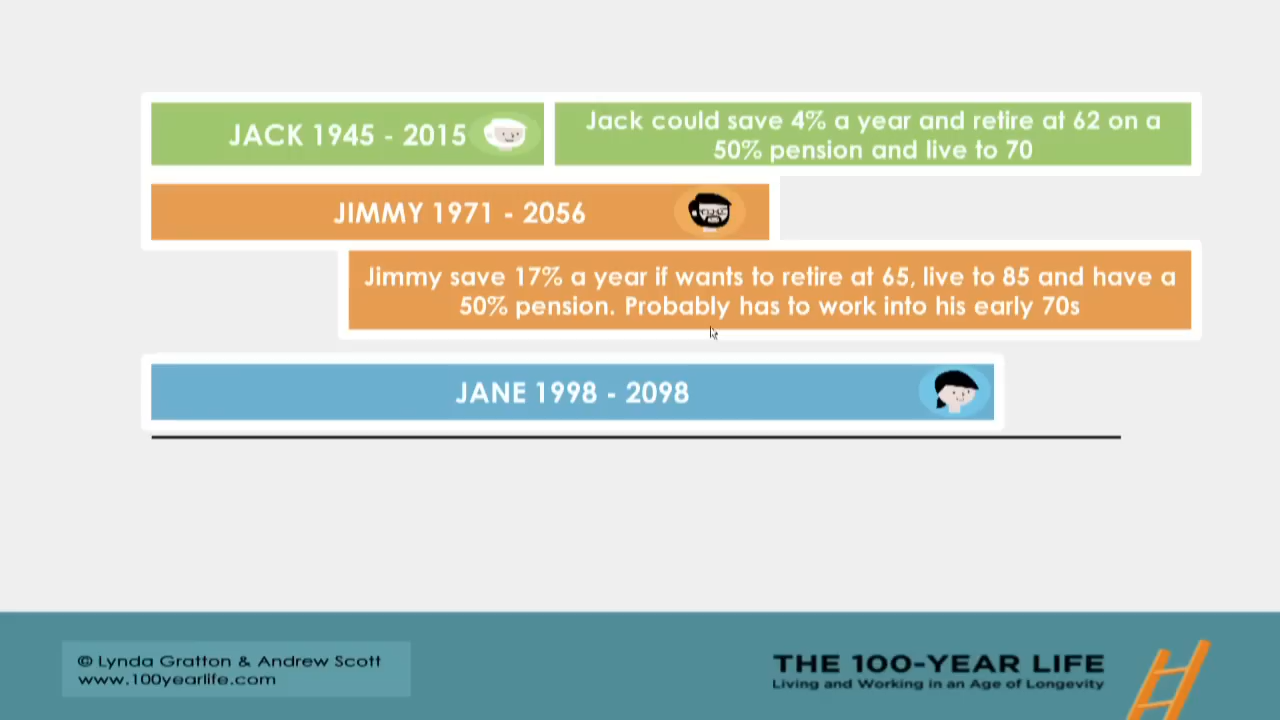 JACK 1945 - 2015
Jack could save 4% a year and retire at 62 on a
50% pension and live to 70
JIMMY 1971 - 2056
Jimmy save 17% a year if wants to retire at 65, live to 85 and have a
50% pension. Probably has to work into his early 70s
JANE 1998 - 2098
© Lynda Gratton & Andrew Scott
www.100yearlife.com
THE 100-YEAR LIFE
Living and Working in an Age of Longevity